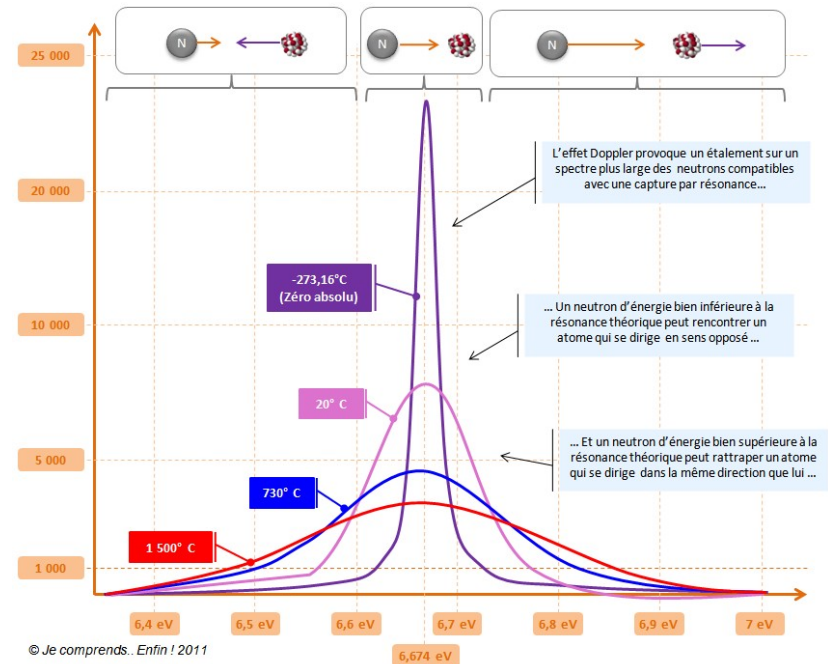 N
N
N
25 000
20 000
10 000
5 000
1 000
L'effet Doppler provoque un étalement sur un
spectre plus large des neutrons compatibles
avec une capture par résonance…
-273,16°C
(Zéro absolu)
… Un neutron d'énergie bien inférieure à la
résonance théorique peut rencontrer un
atome qui se dirige en sens opposé …
20° C
… Et un neutron d'énergie bien supérieure à la
résonance théorique peut rattraper un atome
qui se dirige dans la même direction que lui …
730° C
1 500° C
6,4 eV
6,5 eV
6,6 eV
6,7 eV
6,8 eV
6,9 eV
7 eV
6,674 eV
© Je comprends.. Enfin ! 2011